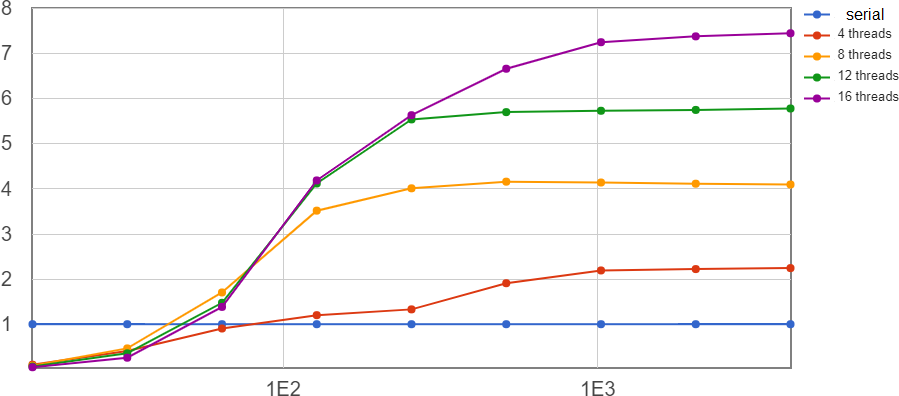 8
7
6
5
4
3
2
1
1E2
1E3
serial
4 threads
8 threads
12 threads
16 threads